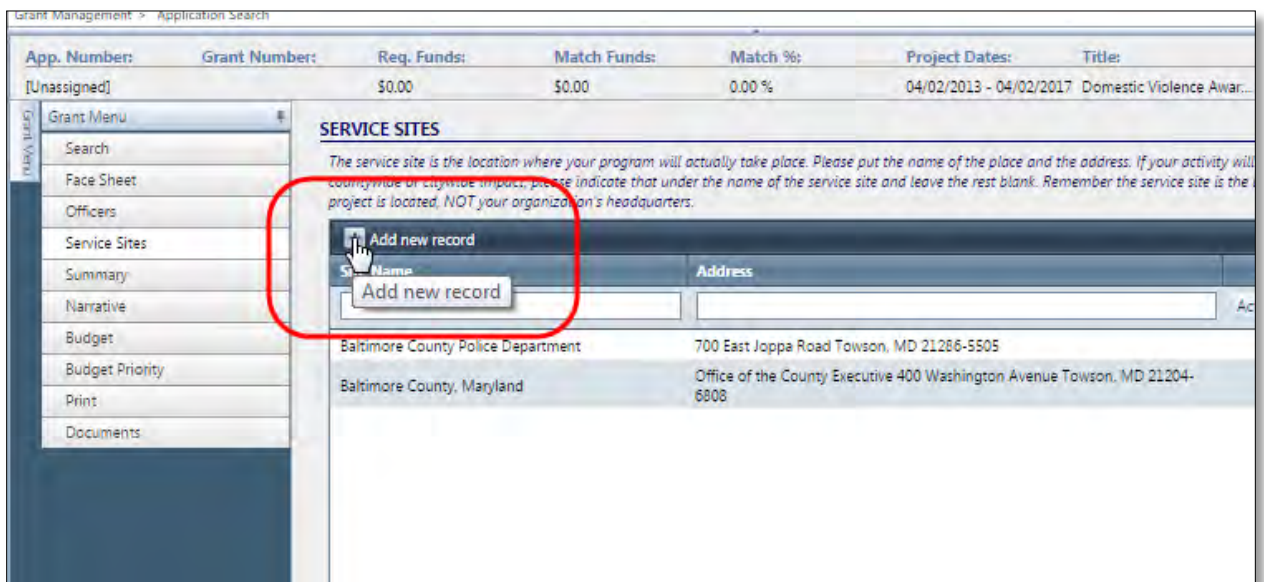 Grant Management > Application Search
App. Number: Grant Number: Req. Funds: Match Funds: Match %: Project Dates: Title:
[Unassigned] $0.00 $0.00 0.00 % 04/02/2013 - 04/02/2017 Domestic Violence Awar...
Grant Menu
Grant Menu
Search
Face Sheet
Officers
Service Sites
Summary
Narrative
Budget
Budget Priority
Print
Documents
SERVICE SITES
The service site is the location where your program will actually take place. Please put the name of the place and the address. If your activity will
countywide or citywide impact, please indicate that under the name of the service site and leave the rest blank. Remember the service site is the
project is located, NOT your organization's headquarters.
Add new record
Site Name Address
Add new record
Ac
Baltimore County Police Department 700 East Joppa Road Towson, MD 21286-5505
Baltimore County, Maryland Office of the County Executive 400 Washington Avenue Towson, MD 21204-
6808